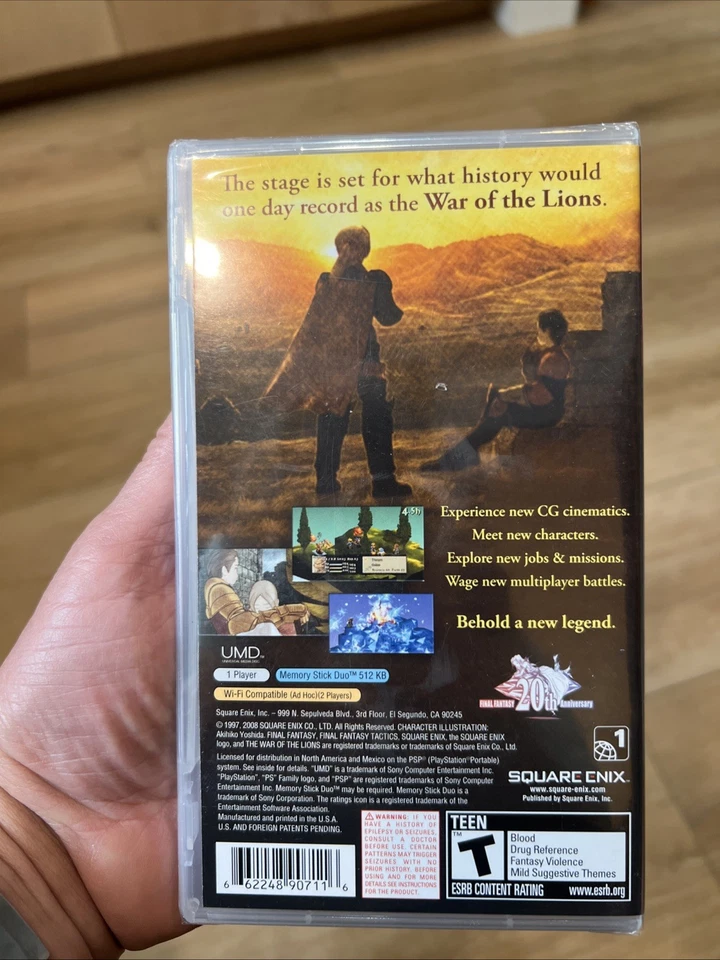 The stage is set for what history would
one day record as the War of the Lions.
4-5h
Experience new CG cinematics.
Meet new characters.
Explore new jobs & missions.
Wage new multiplayer battles.
Behold a new legend.
UMD™
UNIVERSAL MEDIA DISC
1 Player
Memory Stick Duo™ 512 KB
Wi-Fi Compatible (Ad Hoc)(2 Players)
FINAL FANTASY 20th Anniversary
Square Enix, Inc. – 999 N. Sepulveda Blvd., 3rd Floor, El Segundo, CA 90245
© 1997, 2008 SQUARE ENIX CO., LTD. All Rights Reserved. CHARACTER ILLUSTRATION:
Akihiko Yoshida. FINAL FANTASY, FINAL FANTASY TACTICS, SQUARE ENIX, the SQUARE ENIX
logo, and THE WAR OF THE LIONS are registered trademarks or trademarks of Square Enix Co., Ltd.
Licensed for distribution in North America and Mexico on the PSP® (PlayStation®Portable)
system. See inside for details. "UMD" is a trademark of Sony Computer Entertainment Inc.
"PlayStation", "PS" Family logo, and "PSP" are registered trademarks of Sony Computer
Entertainment Inc. Memory Stick Duo™ may be required. Memory Stick Duo is a
trademark of Sony Corporation. The ratings icon is a registered trademark of the
Entertainment Software Association.
Manufactured and printed in the U.S.A.
U.S. AND FOREIGN PATENTS PENDING.
1
SQUARE ENIX
www.square-enix.com
Published by Square Enix, Inc.
WARNING: IF YOU
HAVE A HISTORY OF
EPILEPSY OR SEIZURES,
CONSULT A DOCTOR
BEFORE USE. CERTAIN
PATTERNS MAY TRIGGER
SEIZURES WITH NO
PRIOR HISTORY. BEFORE
USING AND FOR MORE
DETAILS SEE INSTRUCTIONS
FOR THE PRODUCT.
TEEN
T™
Blood
Drug Reference
Fantasy Violence
Mild Suggestive Themes
ESRB CONTENT RATING www.esrb.org
6 62248 90711 6